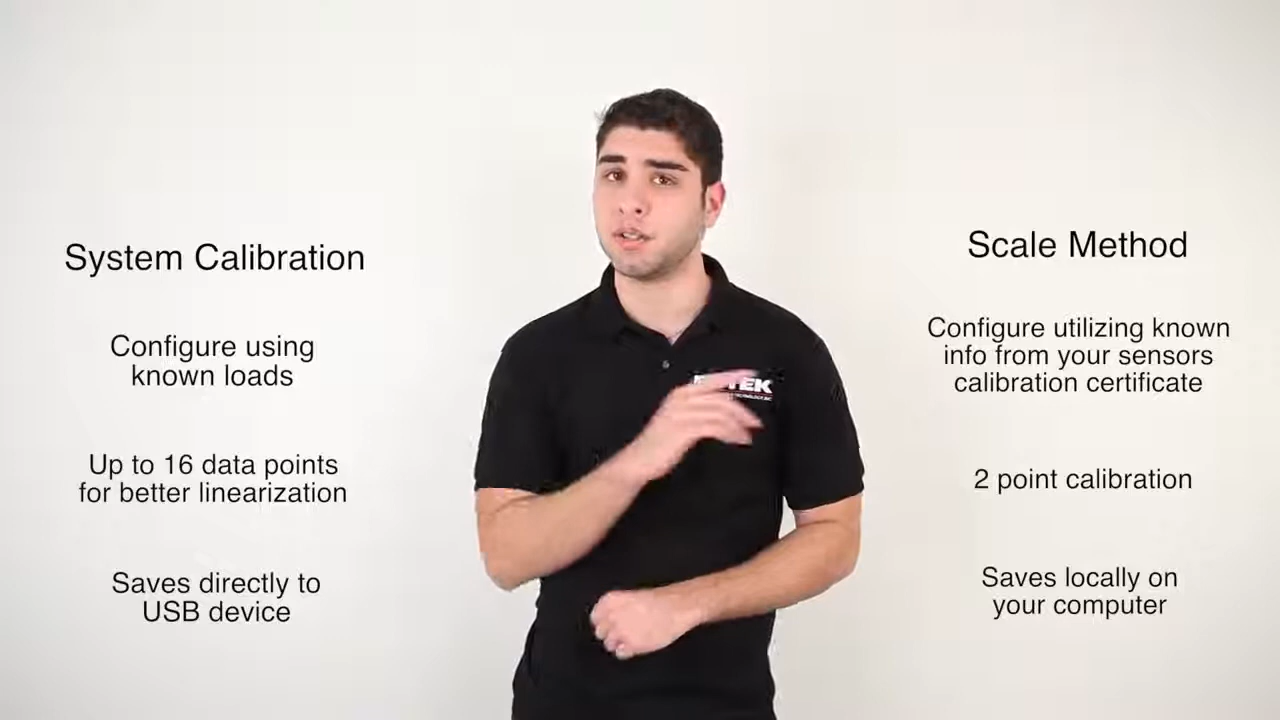 System Calibration
Configure using
known loads
Up to 16 data points
for better linearization
Saves directly to
USB device
Scale Method
Configure utilizing known
info from your sensors
calibration certificate
2 point calibration
Saves locally on
your computer